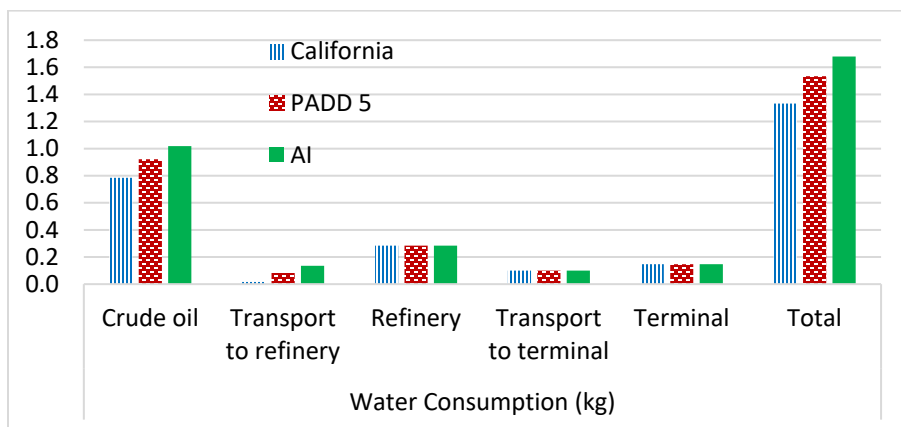 1.8
1.6
1.4
1.2
1.0
0.8
0.6
0.4
0.2
0.0
California
PADD 5
AI
Crude oil
Transport
to refinery
Refinery
Transport
to terminal
Terminal
Total
Water Consumption (kg)